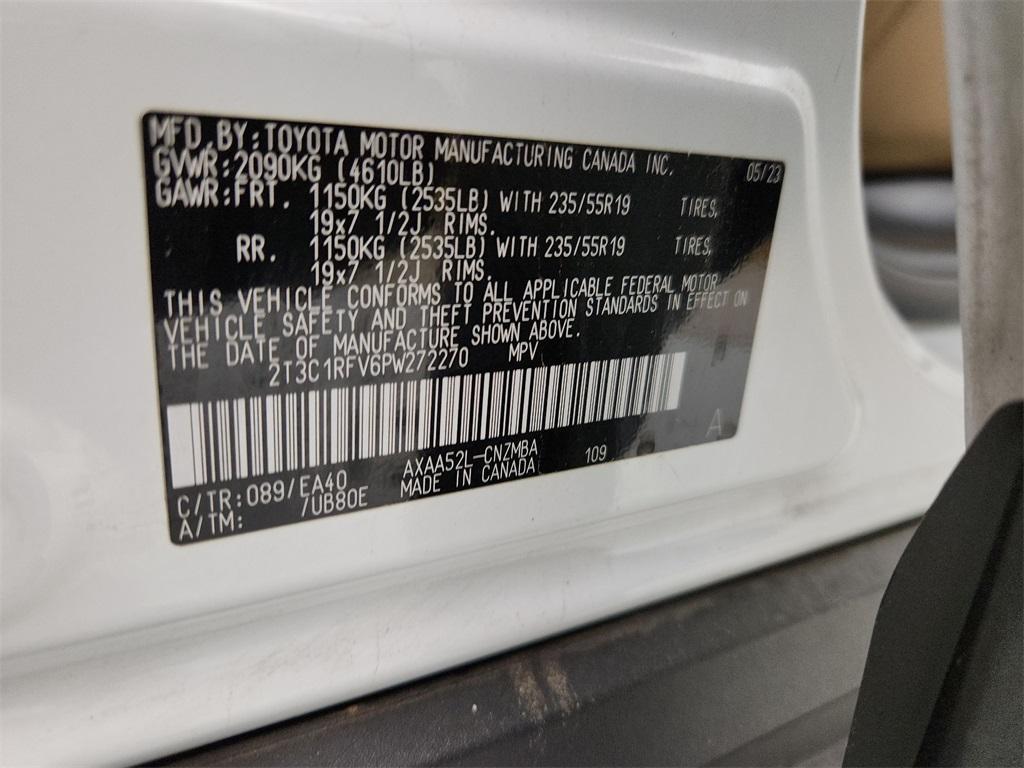 MFD.BY:TOYOTA MOTOR MANUFACTURING CANADA INC. 05/23
GVWR:2090KG (4610LB)
GAWR:FRT. 1150KG (2535LB) WITH 235/55R19 TIRES,
19x7 1/2J RIMS.
RR. 1150KG (2535LB) WITH 235/55R19 TIRES,
19x7 1/2J RIMS.
THIS VEHICLE CONFORMS TO ALL APPLICABLE FEDERAL MOTOR
VEHICLE SAFETY AND THEFT PREVENTION STANDARDS IN EFFECT ON
THE DATE OF MANUFACTURE SHOWN ABOVE.
2T3C1RFV6PW272270 MPV
A
C/TR:089/EA40 AXAA52L-CNZMBA 109
A/TM: /UB80E MADE IN CANADA